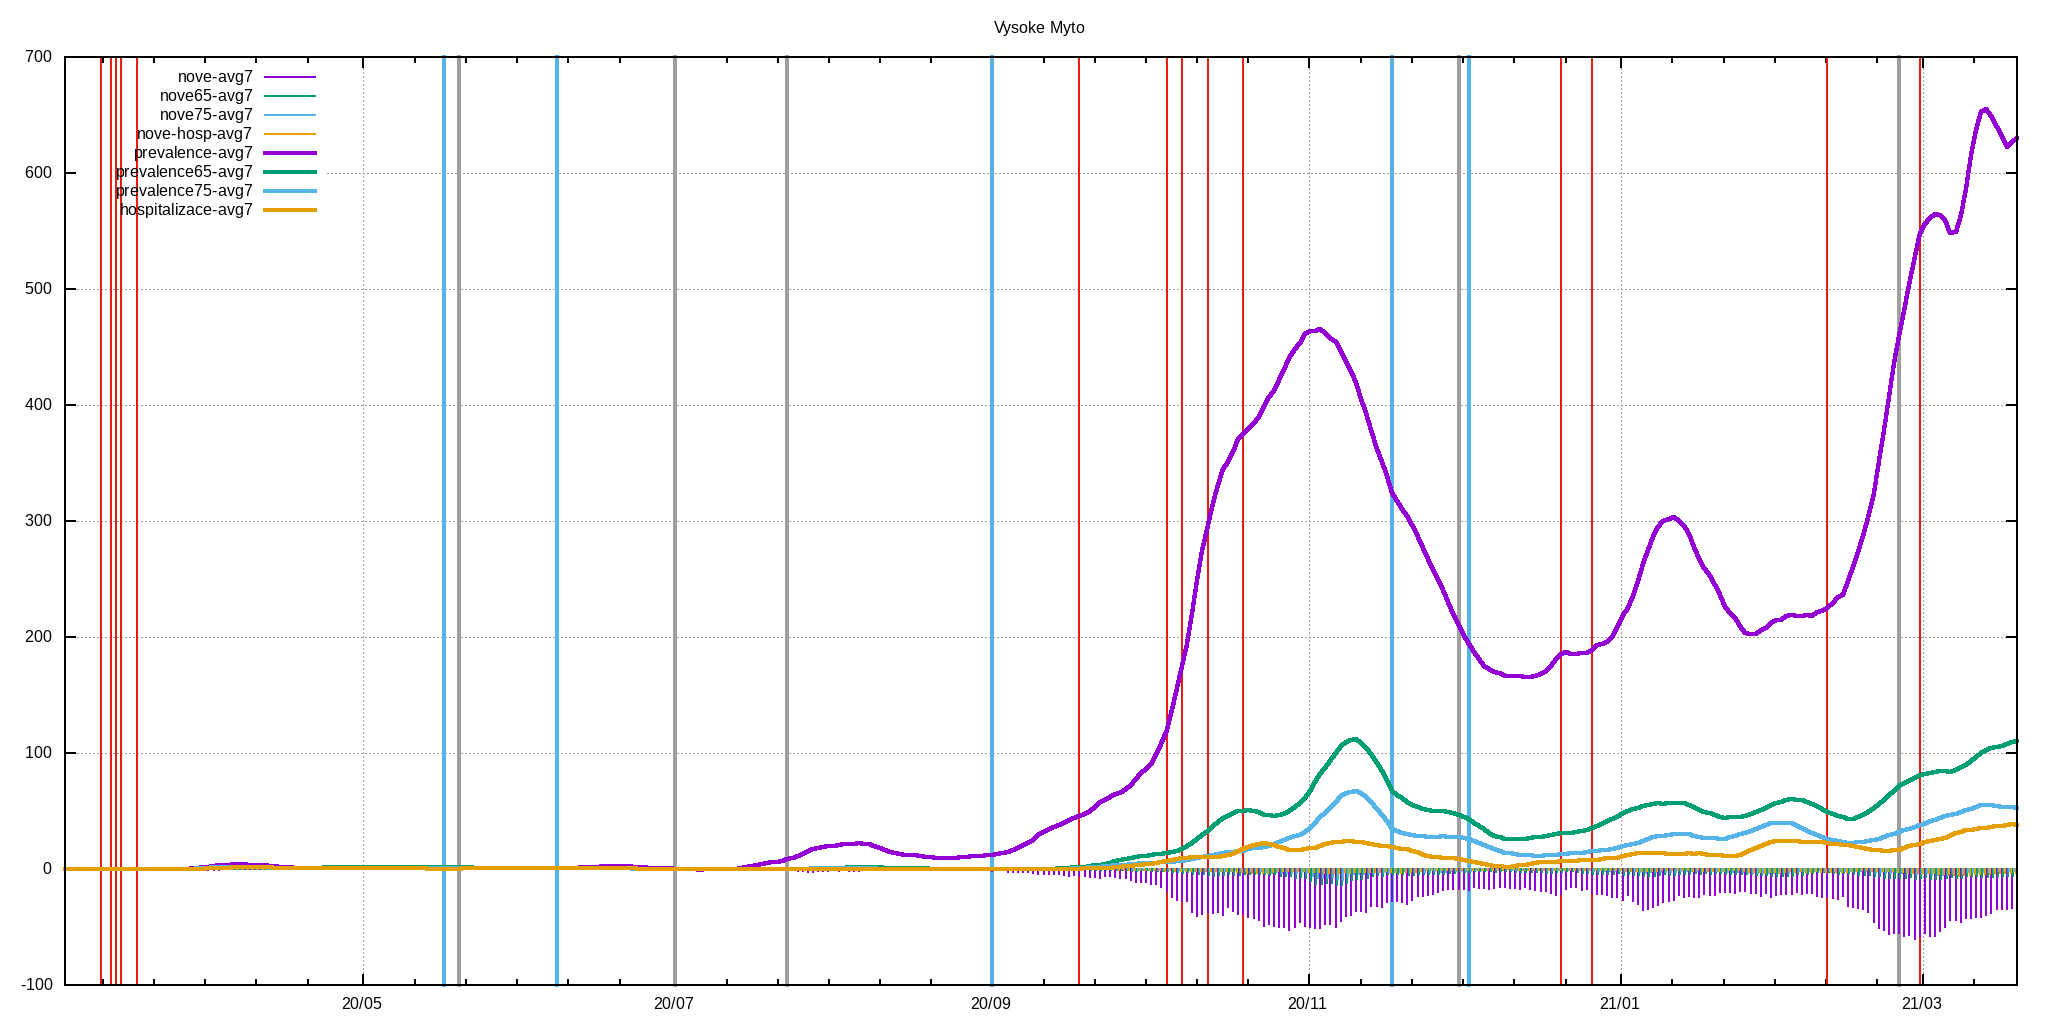 Vysoke Myto
700
600
500
400
300
200
100
0
-100
nove-avg7
nove65-avg7
nove75-avg7
nove-hosp-avg7
prevalence-avg7
prevalence65-avg7
prevalence75-avg7
hospitalizace-avg7
20/05
20/07
20/09
20/11
21/01
21/03